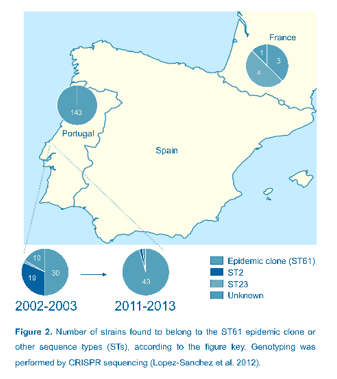 France
1
3
4
143
Portugal
Spain
10
30
19
43
2002-2003
2011-2013
Epidemic clone (ST61)
ST2
ST23
Unknown
Figure 2. Number of strains found to belong to the ST61 epidemic clone or
other sequence types (STs), according to the figure key. Genotyping was
performed by CRISPR sequencing (Lopez-Sanchez et al. 2012).